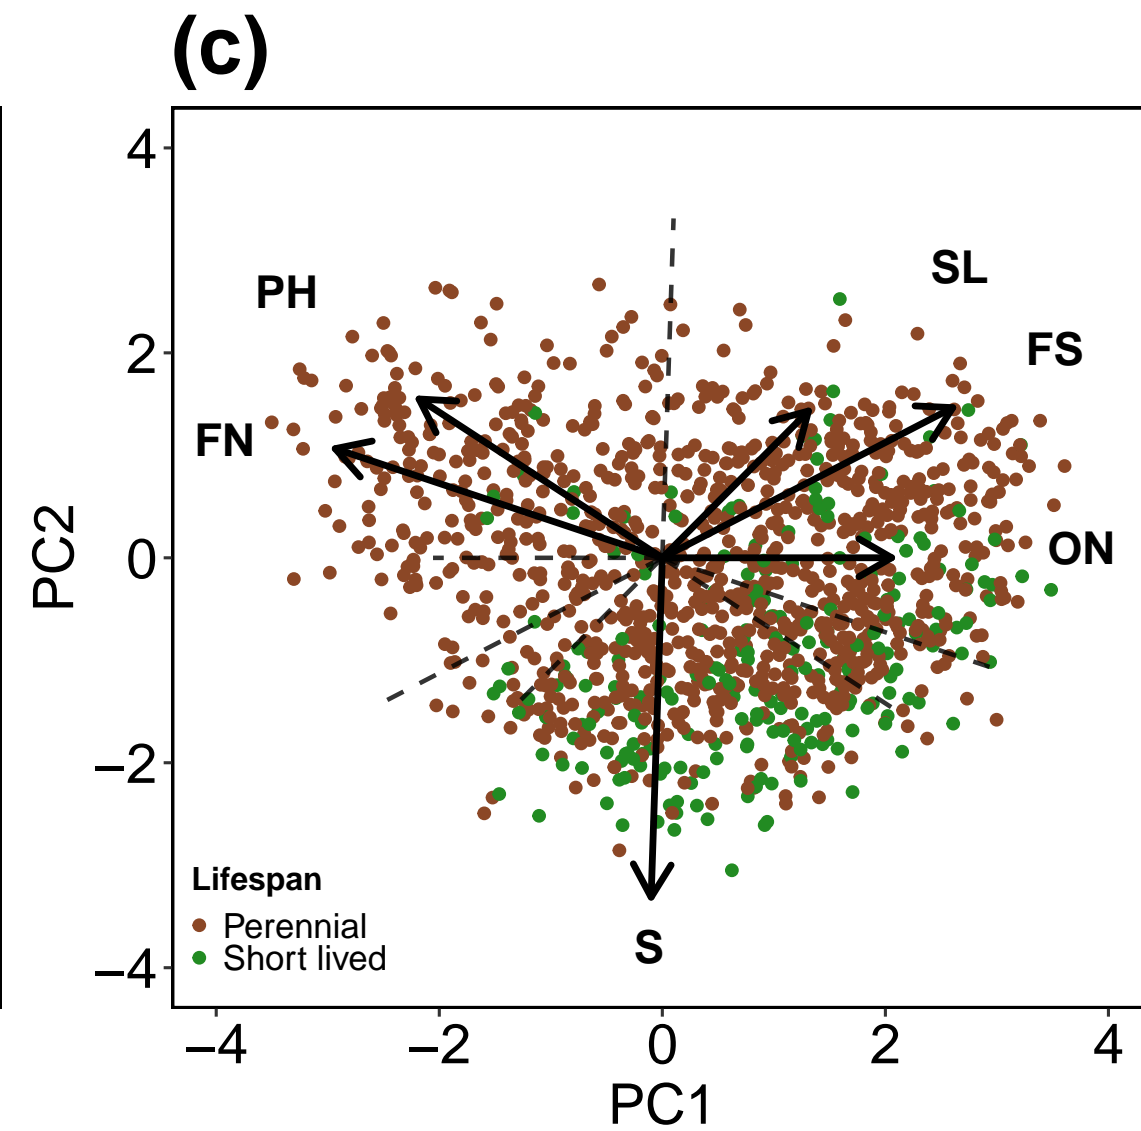 (c)
4
2
0
−2
−4
PC2
PH
SL
FS
FN
ON
S
Lifespan
Perennial
Short lived
−4
−2
0
2
4
PC1